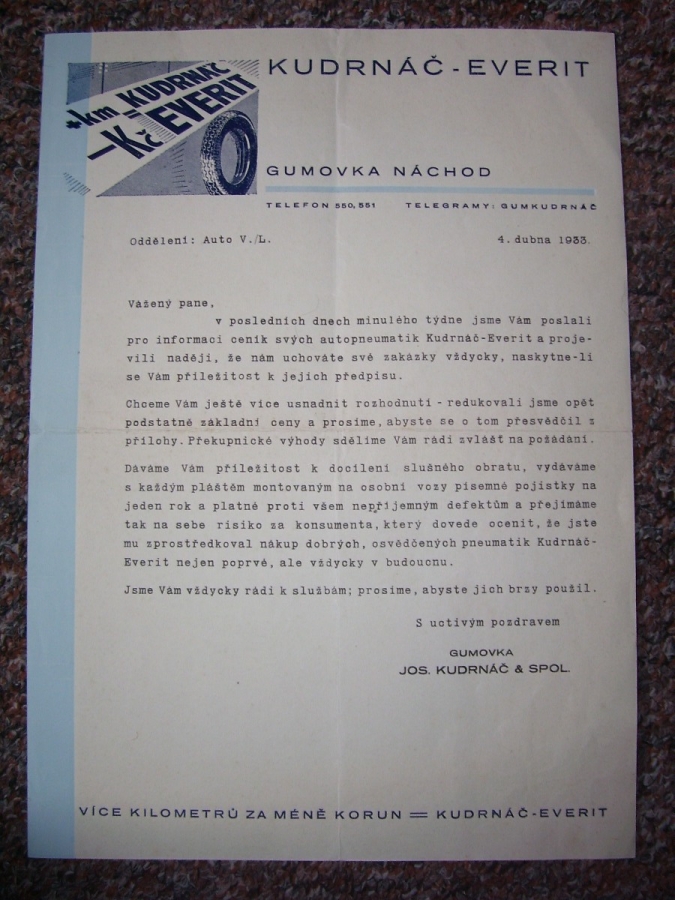 +km = KUDRNÁČ
-Kč EVERIT
KUDRNÁČ - EVERIT
GUMOVKA NÁCHOD
TELEFON 550, 551 TELEGRAMY: GUMKUDRNÁČ
Oddělení: Auto V./L. 4. dubna 1933.
Vážený pane,
v posledních dnech minulého týdne jsme Vám poslali
pro informaci ceník svých autopneumatik Kudrnáč-Everit a proje-
vili naději, že nám uchováte své zakázky vždycky, naskytne-li
se Vám příležitost k jejich předpisu.
Chceme Vám ještě více usnadnit rozhodnutí - redukovali jsme opět
podstatně základní ceny a prosíme, abyste se o tom přesvědčil z
přílohy. Překupnické výhody sdělíme Vám rádi zvlášť na požádání.
Dáváme Vám příležitost k docílení slušného obratu, vydáváme
s každým pláštěm montovaným na osobní vozy písemné pojistky na
jeden rok a platné proti všem nepříjemným defektům a přejímáme
tak na sebe risiko za konsumenta, který dovede ocenit, že jste
mu zprostředkoval nákup dobrých, osvědčených pneumatik Kudrnáč-
Everit nejen poprvé, ale vždycky v budoucnu.
Jsme Vám vždycky rádi k službám; prosíme, abyste jich brzy použil.
S uctivým pozdravem
GUMOVKA
JOS. KUDRNÁČ & SPOL.
VÍCE KILOMETRŮ ZA MÉNĚ KORUN = KUDRNÁČ-EVERIT